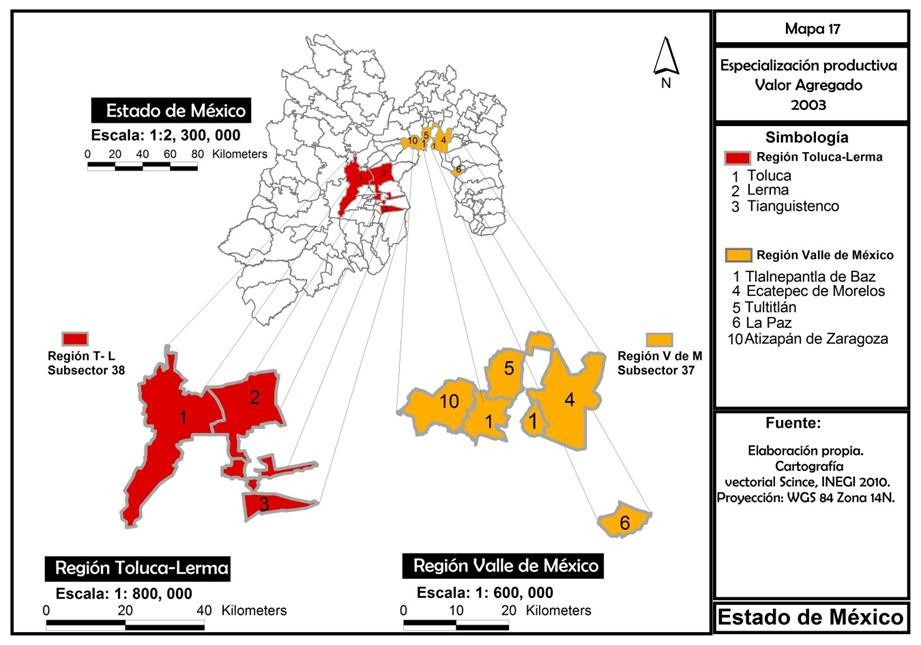 Mapa 17
Especialización productiva
Valor Agregado
2003
Simbología
Región Toluca-Lerma
1 Toluca
2 Lerma
3 Tianguistenco
Región Valle de México
1 Tlalnepantla de Baz
4 Ecatepec de Morelos
5 Tultitlán
6 La Paz
10 Atizapán de Zaragoza
Fuente:
Elaboración propia.
Cartografía
vectorial Scince, INEGI 2010.
Proyección: WGS 84 Zona 14N.
Estado de México
N
Estado de México
Escala: 1:2, 300, 000
0 20 40 60 80 Kilometers
10
5
1
1
4
6
1
2
3
Región T- L
Subsector 38
1
2
3
Región V de M
Subsector 37
10
5
1
1
4
6
Región Toluca-Lerma
Escala: 1: 800, 000
0 20 40 Kilometers
Región Valle de México
Escala: 1: 600, 000
0 10 20 Kilometers